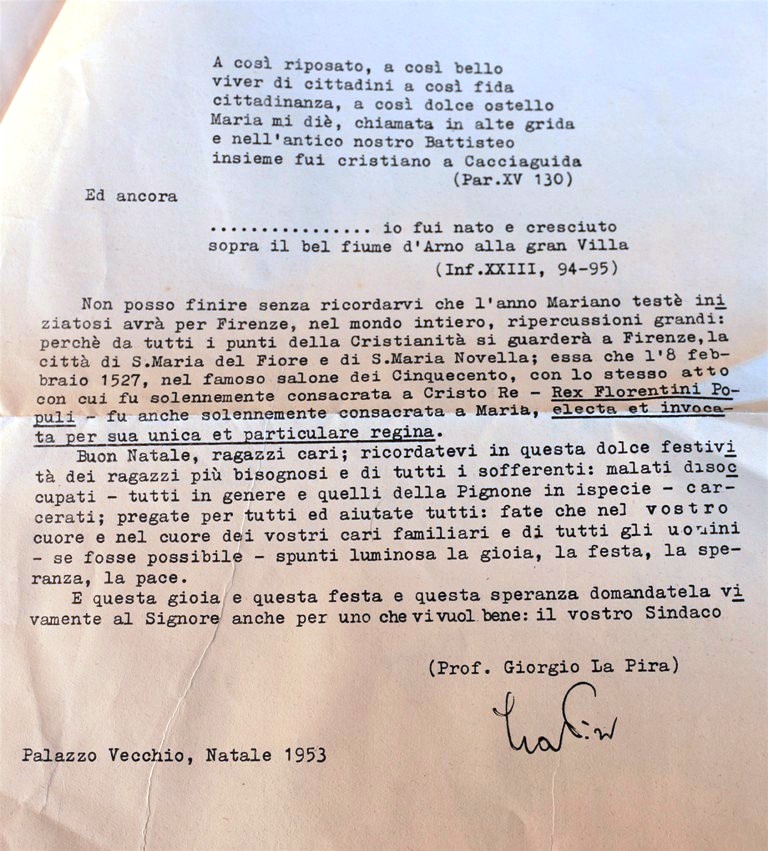 A così riposato, a così bello
viver di cittadini a così fida
cittadinanza, a così dolce ostello
Maria mi diè, chiamata in alte grida
e nell'antico nostro Battisteo
insieme fui cristiano a Cacciaguida
(Par.XV 130)
Ed ancora
................ io fui nato e cresciuto
sopra il bel fiume d'Arno alla gran Villa
(Inf.XXIII, 94-95)
Non posso finire senza ricordarvi che l'anno Mariano testè ini
ziatosi avrà per Firenze, nel mondo intiero, ripercussioni grandi:
perchè da tutti i punti della Cristianità si guarderà a Firenze,la
città di S.Maria del Fiore e di S.Maria Novella; essa che l'8 feb-
braio 1527, nel famoso salone dei Cinquecento, con lo stesso atto
con cui fu solennemente consacrata a Cristo Re - Rex Florentini Po-
puli - fu anche solennemente consacrata a Maria, electa et invoca-
ta per sua unica et particulare regina.
Buon Natale, ragazzi cari; ricordatevi in questa dolce festivi
tà dei ragazzi più bisognosi e di tutti i sofferenti: malati disoc
cupati - tutti in genere e quelli della Pignone in ispecie - car-
cerati; pregate per tutti ed aiutate tutti: fate che nel vostro
cuore e nel cuore dei vostri cari familiari e di tutti gli uomini
- se fosse possibile - spunti luminosa la gioia, la festa, la spe-
ranza, la pace.
E questa gioia e questa festa e questa speranza domandatela vi
vamente al Signore anche per uno che vi vuol bene: il vostro Sindaco
(Prof. Giorgio La Pira)
La Pira
Palazzo Vecchio, Natale 1953